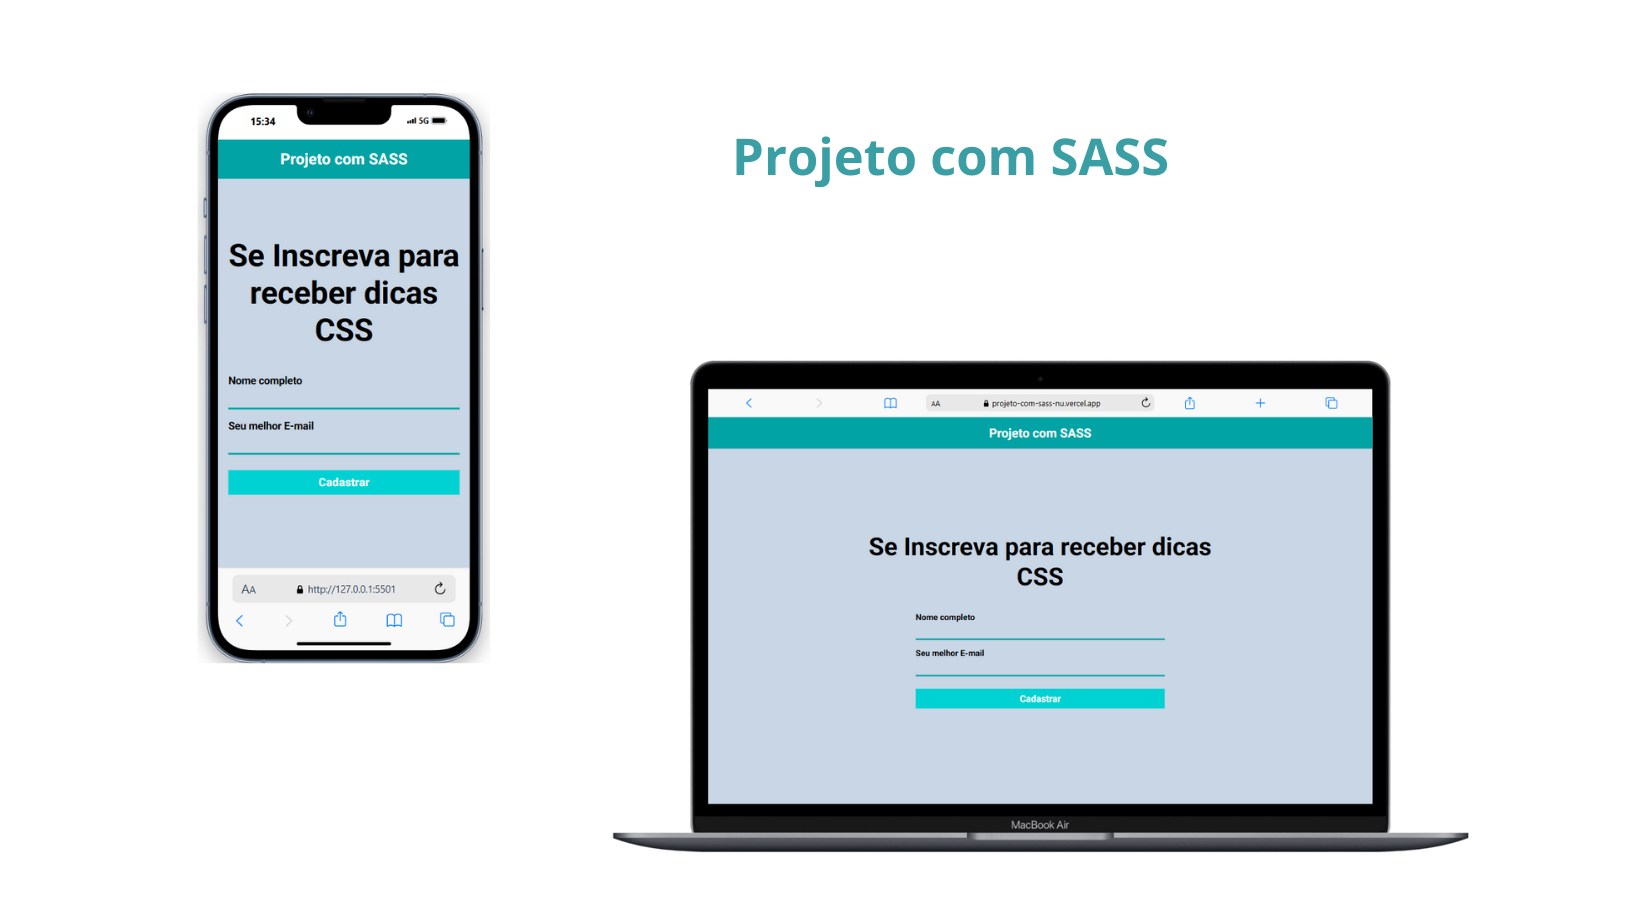 15:34
5G
Projeto com SASS
Se Inscreva para
receber dicas
CSS
Nome completo
Seu melhor E-mail
Cadastrar
AA
http://127.0.0.1:5501
Projeto com SASS
AA
projeto-com-sass-nu.vercel.app
Projeto com SASS
Se Inscreva para receber dicas
CSS
Nome completo
Seu melhor E-mail
Cadastrar
MacBook Air